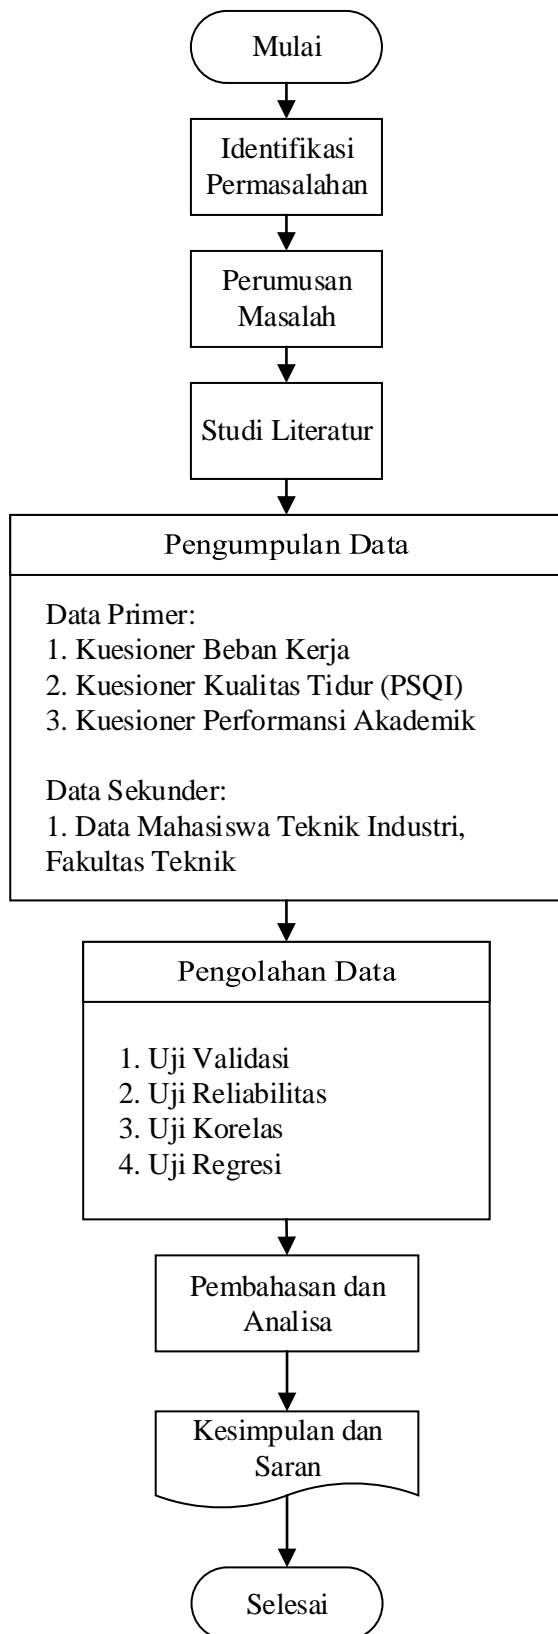 Mulai
Identifikasi
Permasalahan
Perumusan
Masalah
Studi Literatur
Pengumpulan Data
Data Primer:
1. Kuesioner Beban Kerja
2. Kuesioner Kualitas Tidur (PSQI)
3. Kuesioner Performansi Akademik
Data Sekunder:
1. Data Mahasiswa Teknik Industri,
Fakultas Teknik
Pengolahan Data
1. Uji Validasi
2. Uji Reliabilitas
3. Uji Korelas
4. Uji Regresi
Pembahasan dan
Analisa
Kesimpulan dan
Saran
Selesai